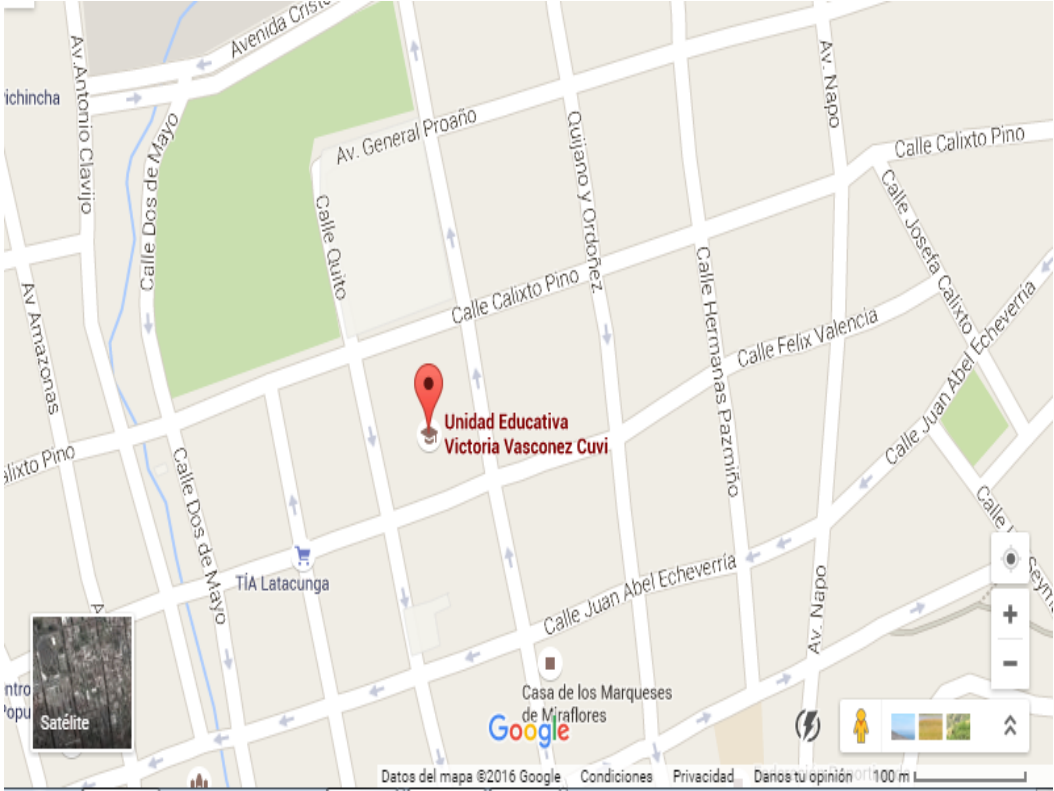 Avenida Cristó
Av. Napo
Av. Antonio Clavijo
ichincha
Calle Dos de Mayo
Av. General Proaño
Quijano y Ordoñez
Calle Calixto Pino
Calle Quito
Calle Josefa Calixto
Calle Calixto Pino
Calle Hermanas Pazmiño
Av Amazonas
Calle Felix Valencia
Calle Juan Abel Echeverría
Unidad Educativa
Victoria Vasconez Cuvi
alixto Pino
Calle Dos de Mayo
TÍA Latacunga
Calle Juan Abel Echeverría
Av. Napo
Casa de los Marqueses
de Miraflores
Satélite
Google
Datos del mapa ©2016 Google Condiciones Privacidad Danos tu opinión 100 m